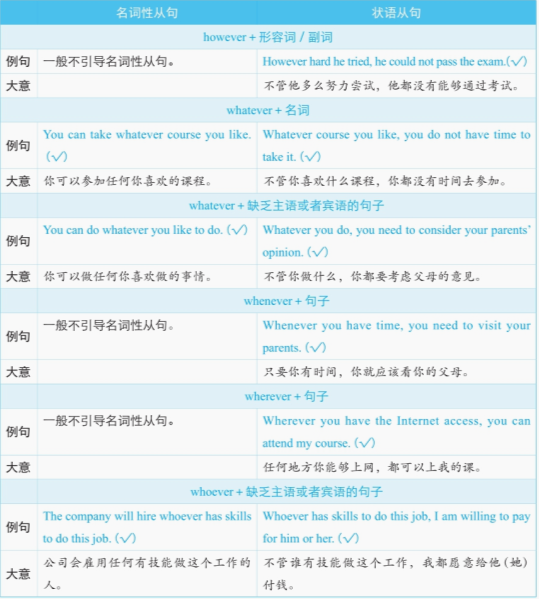 名词性从句 状语从句
however + 形容词 / 副词
例句 一般不引导名词性从句。 However hard he tried, he could not pass the exam.(✓)
大意 不管他多么努力尝试，他都没有能够通过考试。
whatever + 名词
例句 You can take whatever course you like. Whatever course you like, you do not have time to
(✓) take it. (✓)
大意 你可以参加任何你喜欢的课程。 不管你喜欢什么课程，你都没有时间去参加。
whatever + 缺乏主语或者宾语的句子
例句 You can do whatever you like to do. (✓) Whatever you do, you need to consider your parents’
opinion. (✓)
大意 你可以做任何你喜欢做的事情。 不管你做什么，你都要考虑父母的意见。
whenever + 句子
例句 一般不引导名词性从句。 Whenever you have time, you need to visit your
parents. (✓)
大意 只要你有时间，你就应该看你的父母。
wherever + 句子
例句 一般不引导名词性从句。 Wherever you have the Internet access, you can
attend my course. (✓)
大意 任何地方你能够上网，都可以上我的课。
whoever + 缺乏主语或者宾语的句子
例句 The company will hire whoever has skills Whoever has skills to do this job, I am willing to pay
to do this job. (✓) for him or her. (✓)
大意 公司会雇用任何有技能做这个工作的 不管谁有技能做这个工作，我都愿意给他(她)
人。 付钱。